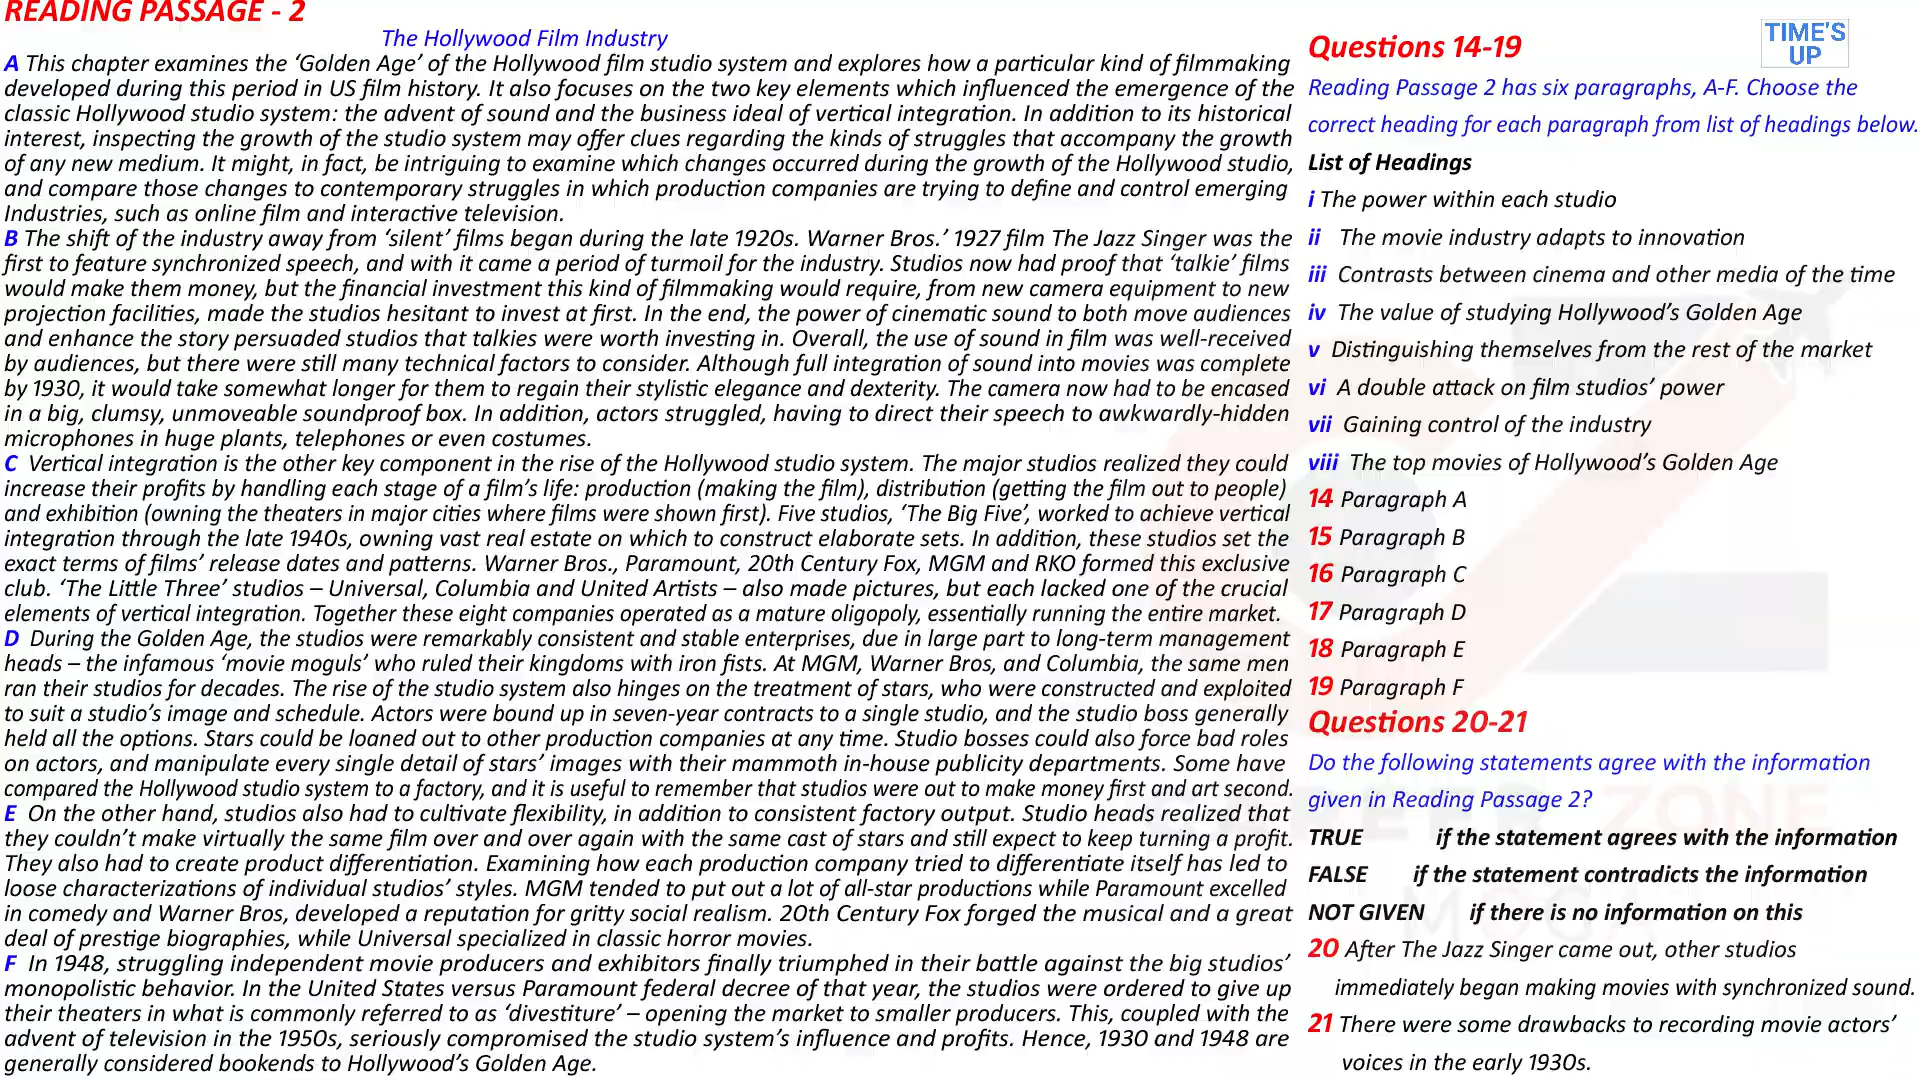 READING PASSAGE - 2
The Hollywood Film Industry
A This chapter examines the ‘Golden Age’ of the Hollywood film studio system and explores how a particular kind of filmmaking
developed during this period in US film history. It also focuses on the two key elements which influenced the emergence of the
classic Hollywood studio system: the advent of sound and the business ideal of vertical integration. In addition to its historical
interest, inspecting the growth of the studio system may offer clues regarding the kinds of struggles that accompany the growth
of any new medium. It might, in fact, be intriguing to examine which changes occurred during the growth of the Hollywood studio,
and compare those changes to contemporary struggles in which production companies are trying to define and control emerging
Industries, such as online film and interactive television.
B The shift of the industry away from ‘silent’ films began during the late 1920s. Warner Bros.’ 1927 film The Jazz Singer was the
first to feature synchronized speech, and with it came a period of turmoil for the industry. Studios now had proof that ‘talkie’ films
would make them money, but the financial investment this kind of filmmaking would require, from new camera equipment to new
projection facilities, made the studios hesitant to invest at first. In the end, the power of cinematic sound to both move audiences
and enhance the story persuaded studios that talkies were worth investing in. Overall, the use of sound in film was well-received
by audiences, but there were still many technical factors to consider. Although full integration of sound into movies was complete
by 1930, it would take somewhat longer for them to regain their stylistic elegance and dexterity. The camera now had to be encased
in a big, clumsy, unmoveable soundproof box. In addition, actors struggled, having to direct their speech to awkwardly-hidden
microphones in huge plants, telephones or even costumes.
C Vertical integration is the other key component in the rise of the Hollywood studio system. The major studios realized they could
increase their profits by handling each stage of a film’s life: production (making the film), distribution (getting the film out to people)
and exhibition (owning the theaters in major cities where films were shown first). Five studios, ‘The Big Five’, worked to achieve vertical
integration through the late 1940s, owning vast real estate on which to construct elaborate sets. In addition, these studios set the
exact terms of films’ release dates and patterns. Warner Bros., Paramount, 20th Century Fox, MGM and RKO formed this exclusive
club. ‘The Little Three’ studios – Universal, Columbia and United Artists – also made pictures, but each lacked one of the crucial
elements of vertical integration. Together these eight companies operated as a mature oligopoly, essentially running the entire market.
D During the Golden Age, the studios were remarkably consistent and stable enterprises, due in large part to long-term management
heads – the infamous ‘movie moguls’ who ruled their kingdoms with iron fists. At MGM, Warner Bros, and Columbia, the same men
ran their studios for decades. The rise of the studio system also hinges on the treatment of stars, who were constructed and exploited
to suit a studio’s image and schedule. Actors were bound up in seven-year contracts to a single studio, and the studio boss generally
held all the options. Stars could be loaned out to other production companies at any time. Studio bosses could also force bad roles
on actors, and manipulate every single detail of stars’ images with their mammoth in-house publicity departments. Some have
compared the Hollywood studio system to a factory, and it is useful to remember that studios were out to make money first and art second.
E On the other hand, studios also had to cultivate flexibility, in addition to consistent factory output. Studio heads realized that
they couldn’t make virtually the same film over and over again with the same cast of stars and still expect to keep turning a profit.
They also had to create product differentiation. Examining how each production company tried to differentiate itself has led to
loose characterizations of individual studios’ styles. MGM tended to put out a lot of all-star productions while Paramount excelled
in comedy and Warner Bros, developed a reputation for gritty social realism. 20th Century Fox forged the musical and a great
deal of prestige biographies, while Universal specialized in classic horror movies.
F In 1948, struggling independent movie producers and exhibitors finally triumphed in their battle against the big studios’
monopolistic behavior. In the United States versus Paramount federal decree of that year, the studios were ordered to give up
their theaters in what is commonly referred to as ‘divestiture’ – opening the market to smaller producers. This, coupled with the
advent of television in the 1950s, seriously compromised the studio system’s influence and profits. Hence, 1930 and 1948 are
generally considered bookends to Hollywood’s Golden Age.
TIME'S
UP
Questions 14-19
Reading Passage 2 has six paragraphs, A-F. Choose the
correct heading for each paragraph from list of headings below.
List of Headings
i The power within each studio
ii The movie industry adapts to innovation
iii Contrasts between cinema and other media of the time
iv The value of studying Hollywood’s Golden Age
v Distinguishing themselves from the rest of the market
vi A double attack on film studios’ power
vii Gaining control of the industry
viii The top movies of Hollywood’s Golden Age
14 Paragraph A
15 Paragraph B
16 Paragraph C
17 Paragraph D
18 Paragraph E
19 Paragraph F
Questions 20-21
Do the following statements agree with the information
given in Reading Passage 2?
TRUE if the statement agrees with the information
FALSE if the statement contradicts the information
NOT GIVEN if there is no information on this
20 After The Jazz Singer came out, other studios
immediately began making movies with synchronized sound.
21 There were some drawbacks to recording movie actors’
voices in the early 1930s.
CAREER ZONE
MOGA